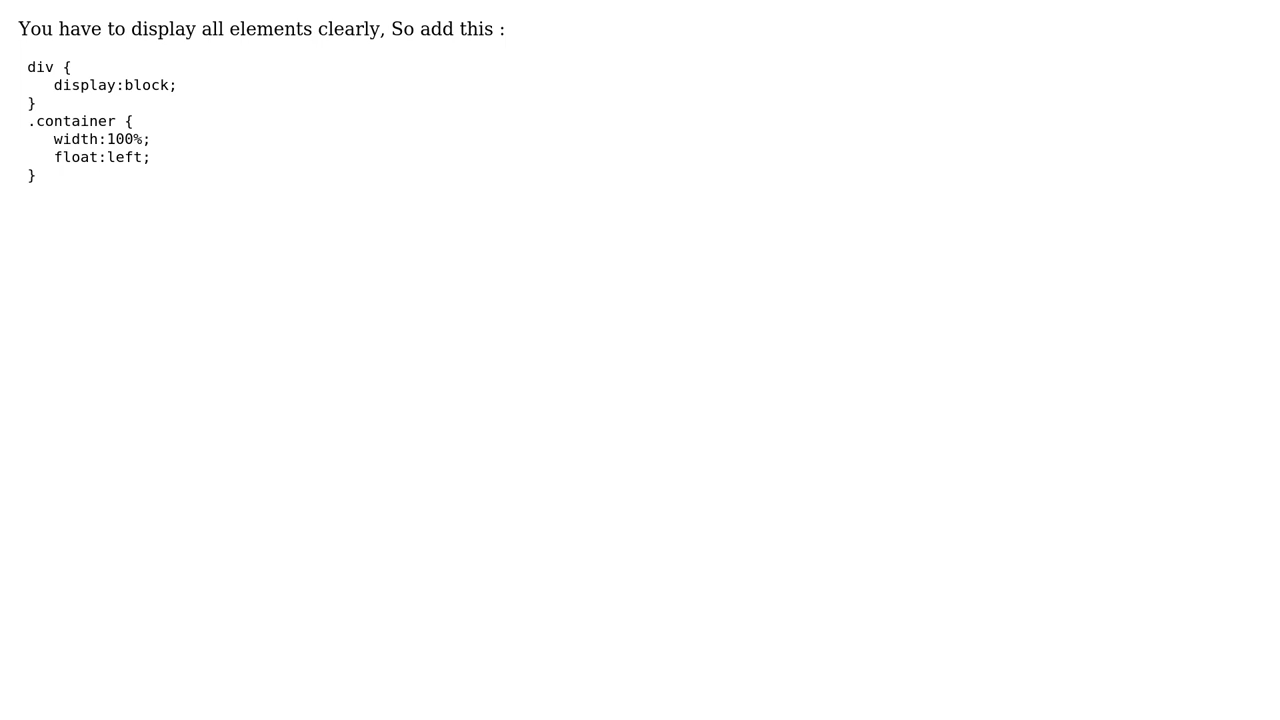 You have to display all elements clearly, So add this :
div {
   display:block;
}
.container {
   width:100%;
   float:left;
}